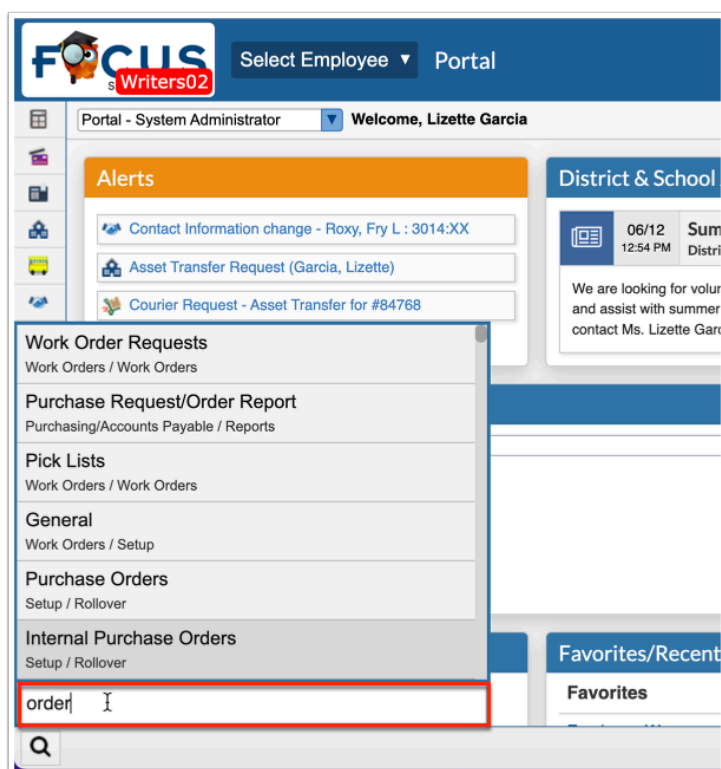 FOCUS
Writers02
Select Employee
Portal
Portal - System Administrator
Welcome, Lizette Garcia
Alerts
District & School
Contact Information change - Roxy, Fry L : 3014:XX
06/12
12:54 PM
Asset Transfer Request (Garcia, Lizette)
We are looking for
and assist with summer
contact Ms. Lizette
Courier Request - Asset Transfer for #84768
Work Order Requests
Work Orders / Work Orders
Purchase Request/Order Report
Purchasing/Accounts Payable / Reports
Pick Lists
Work Orders / Work Orders
General
Work Orders / Setup
Purchase Orders
Setup / Rollover
Internal Purchase Orders
Setup / Rollover
Favorites/Recent
Favorites
order